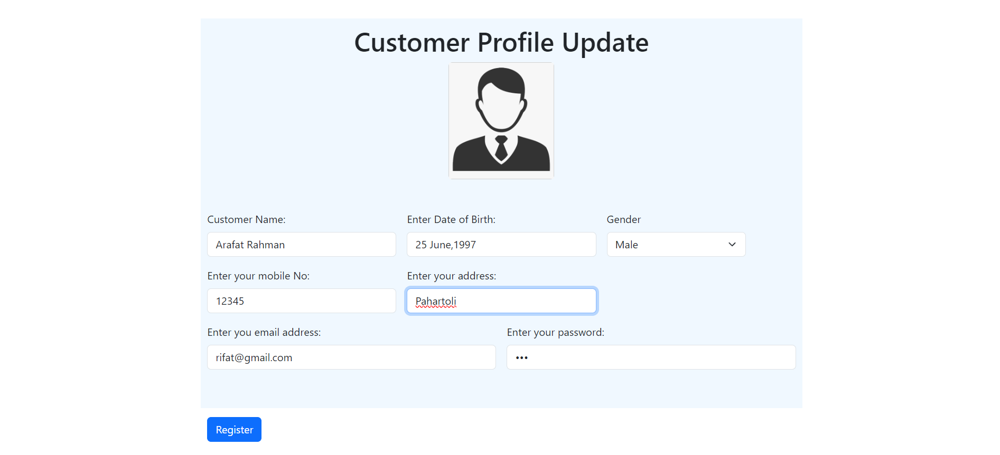 Customer Profile Update
Customer Name: Enter Date of Birth: Gender
Arafat Rahman 25 June,1997 Male
Enter your mobile No: Enter your address:
12345 Pahartoli
Enter you email address: Enter your password:
rifat@gmail.com •••
Register